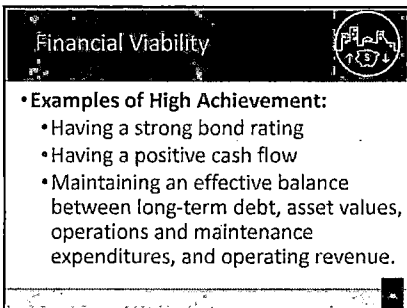 Financial Viability
$
• Examples of High Achievement:
• Having a strong bond rating
• Having a positive cash flow
• Maintaining an effective balance
between long-term debt, asset values,
operations and maintenance
expenditures, and operating revenue.